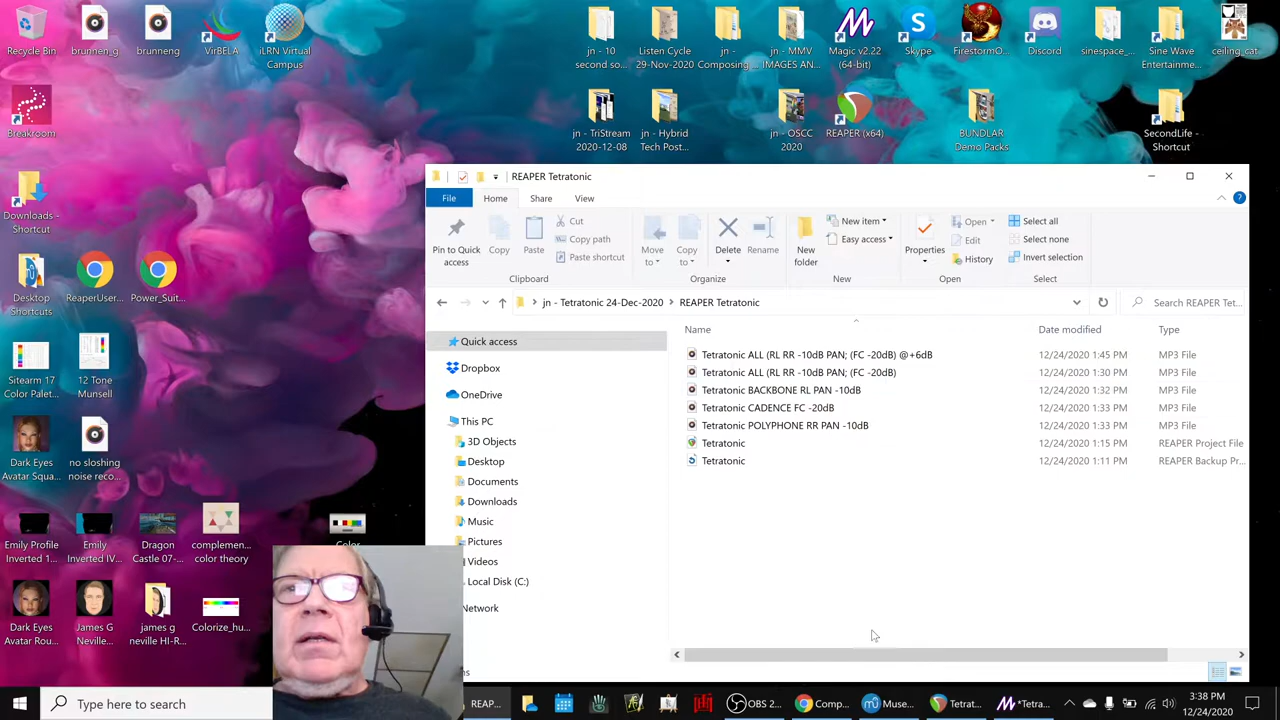 Recycle Bin
brunnen_g
brunneng
VirBELA
iLRN Virtual
Campus
jn - 10
second so...
Listen Cycle
29-Nov-2020
jn -
Composing...
jn - MMV
IMAGES AN...
Magic v2.22
(64-bit)
Skype
FirestormO...
Discord
sinespace_...
Sine Wave
Entertainme...
ceiling_cat
Breakroom
jn - TriStream
2020-12-08
jn - Hybrid
Tech Post...
jn - OSCC
2020
REAPER (x64)
BUNDLAR
Demo Packs
SecondLife -
Shortcut
Downloads -
Shortcut
Desktop
Shortcuts
ReaperUser...
Power_Suit...
Sitearm 17
Color Palet...
12 Tone
Munsell
Dark Eyes
Avatar Squa...
no sloshing
noise reco...
Emily Profile
Inverted 1...
Emily
Inverted IV...
Dragon
Castle 07-...
complemen...
color theory
Color
Dark Eyes
Avatar Rou...
James G
Neville
james g
neville HI-R...
Colorize_hu...
REAPER Tetratonic
File
Home
Share
View
Pin to Quick
access
Copy
Paste
Cut
Copy path
Paste shortcut
Clipboard
Move
to
Copy
to
Delete
Rename
Organize
New
folder
New item
Easy access
New
Properties
Open
Edit
History
Open
Select all
Select none
Invert selection
Select
jn - Tetratonic 24-Dec-2020
REAPER Tetratonic
Search REAPER Tet...
Quick access
Dropbox
OneDrive
This PC
3D Objects
Desktop
Documents
Downloads
Music
Pictures
Videos
Local Disk (C:)
Network
Name Date modified Type
Tetratonic ALL (RL RR -10dB PAN; (FC -20dB) @+6dB 12/24/2020 1:45 PM MP3 File
Tetratonic ALL (RL RR -10dB PAN; (FC -20dB) 12/24/2020 1:30 PM MP3 File
Tetratonic BACKBONE RL PAN -10dB 12/24/2020 1:32 PM MP3 File
Tetratonic CADENCE FC -20dB 12/24/2020 1:33 PM MP3 File
Tetratonic POLYPHONE RR PAN -10dB 12/24/2020 1:33 PM MP3 File
Tetratonic 12/24/2020 1:15 PM REAPER Project File
Tetratonic 12/24/2020 1:11 PM REAPER Backup Pr...
Type here to search
REAP...
OBS 2...
Comp...
Muse...
Tetrat...
*Tetra...
3:38 PM
12/24/2020